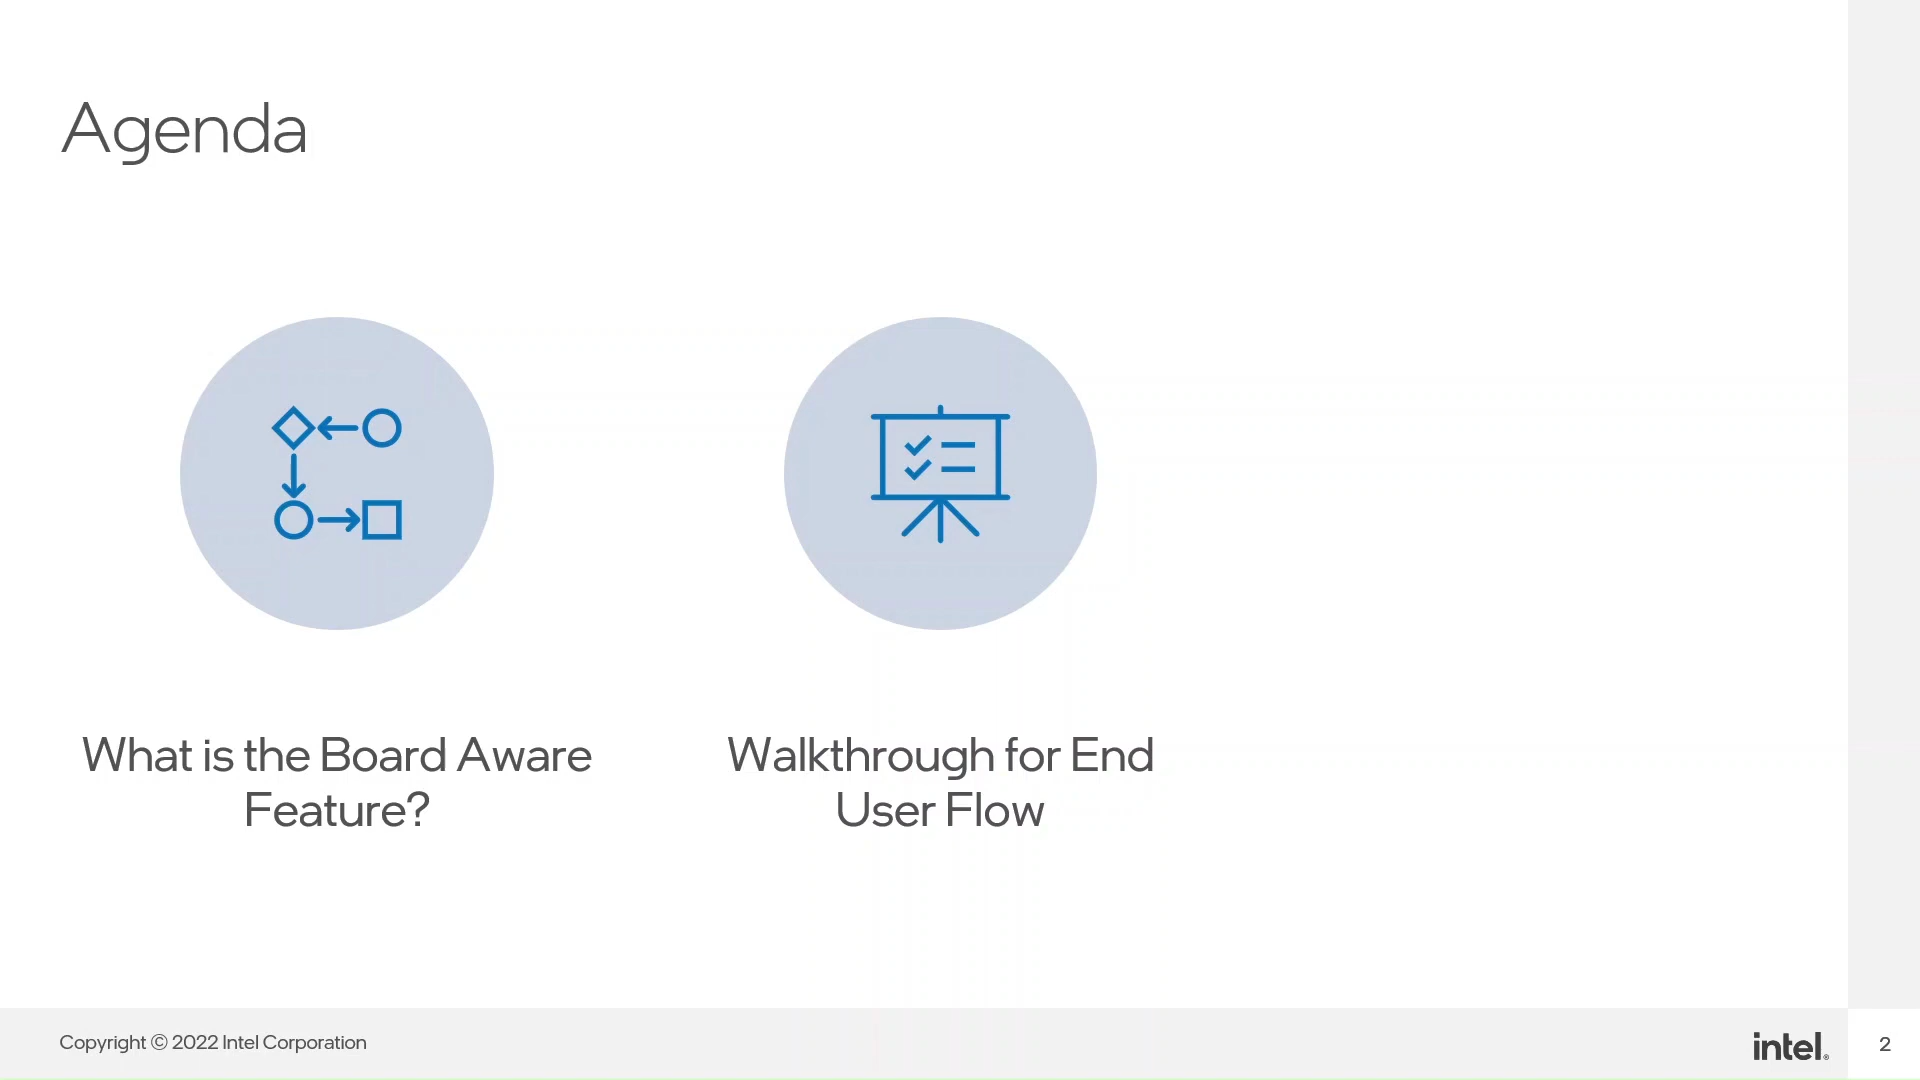 Agenda
What is the Board Aware
Feature?
Walkthrough for End
User Flow
Copyright © 2022 Intel Corporation
intel®
2